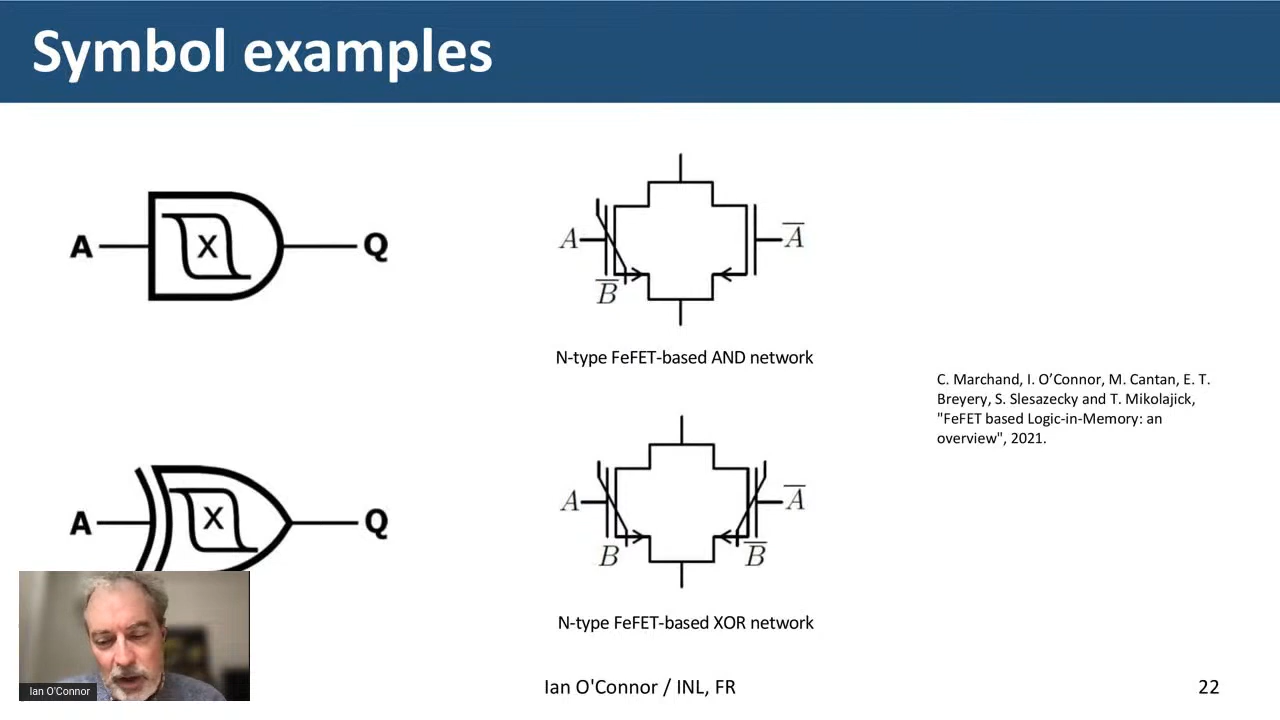 Symbol examples
A
X
Q
A
A̅
B̅
N-type FeFET-based AND network
C. Marchand, I. O’Connor, M. Cantan, E. T.
Breyery, S. Slesazecky and T. Mikolajick,
"FeFET based Logic-in-Memory: an
overview", 2021.
A
X
Q
A
A̅
B
B̅
N-type FeFET-based XOR network
Ian O'Connor
Ian O'Connor / INL, FR
22